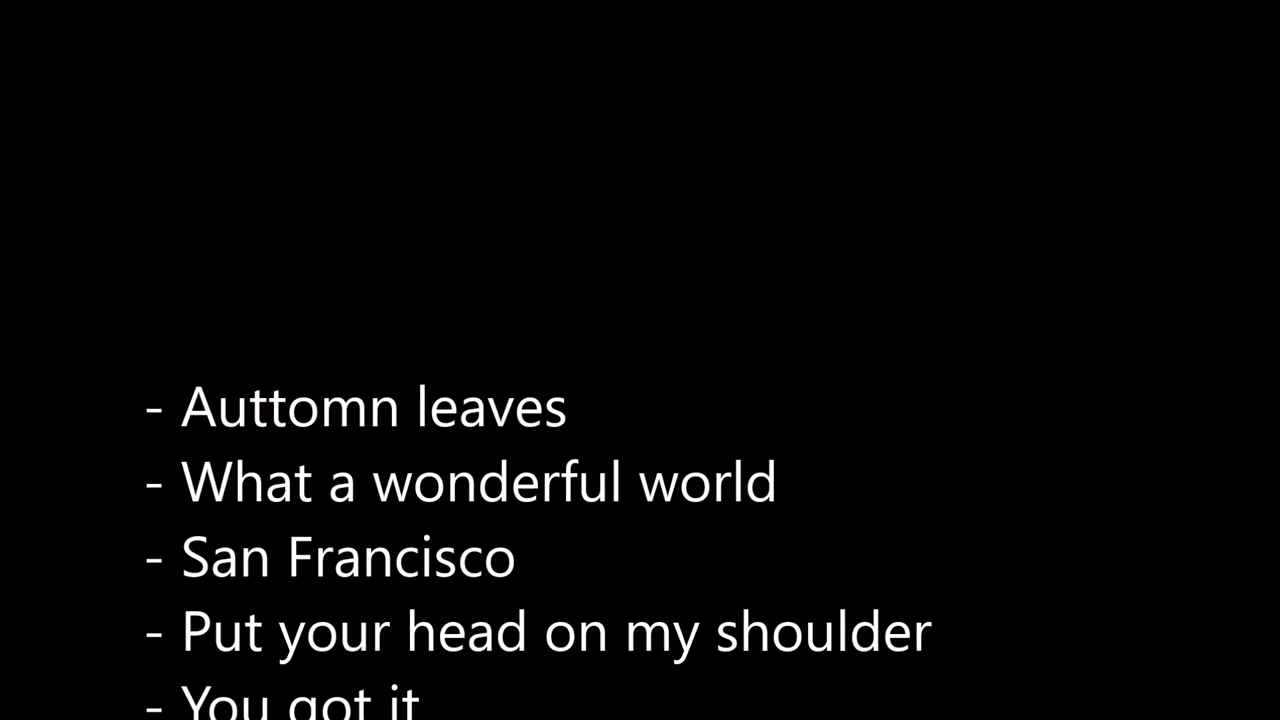 - Auttomn leaves
- What a wonderful world
- San Francisco
- Put your head on my shoulder
- You got it